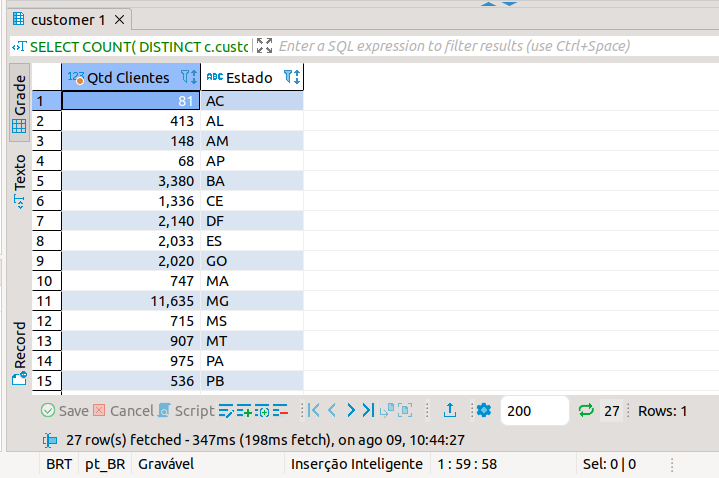 customer 1
SELECT COUNT( DISTINCT c.custo Enter a SQL expression to filter results (use Ctrl+Space)
Grade
Texto
Record
123 Qtd Clientes ABC Estado
1 81 AC
2 413 AL
3 148 AM
4 68 AP
5 3,380 BA
6 1,336 CE
7 2,140 DF
8 2,033 ES
9 2,020 GO
10 747 MA
11 11,635 MG
12 715 MS
13 907 MT
14 975 PA
15 536 PB
Save Cancel Script 200 27 Rows: 1
27 row(s) fetched - 347ms (198ms fetch), on ago 09, 10:44:27
BRT pt_BR Gravável Inserção Inteligente 1 : 59 : 58 Sel: 0 | 0